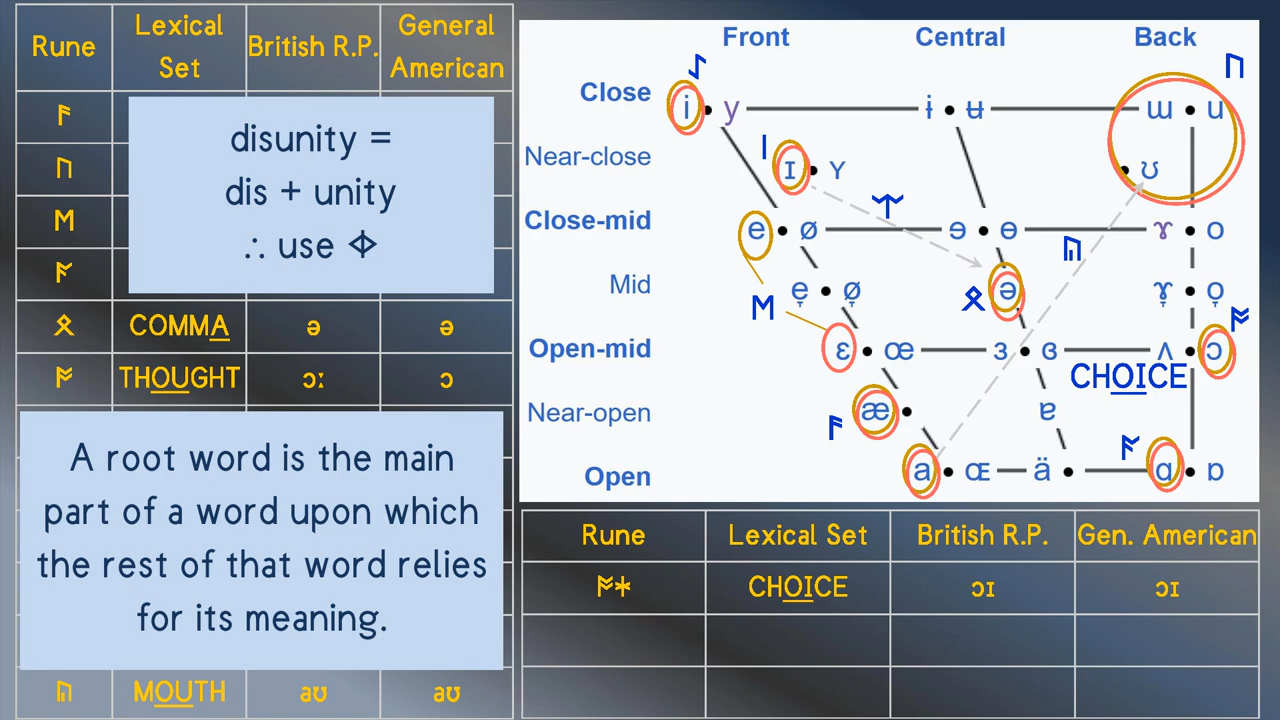 Rune Lexical Set British R.P. General American
ᚨ
ᚢ
ᛖ
ᚩ
disunity =
dis + unity
∴ use ᛄ
ᛟ COMMA ə ə
THOUGHT ɔː ɔ
A root word is the main
part of a word upon which
the rest of that word relies
for its meaning.
MOUTH aʊ aʊ
Front Central Back
Close i y ɨ ʉ ɯ u
Near-close ɪ ʏ ʊ
Close-mid e ø ɘ ɵ ɤ o
Mid e̞ ø̞ ə ɤ̞ o̞
Open-mid ɛ œ ɜ ɞ ʌ ɔ
CHOICE
Near-open æ ɐ
Open a ɶ ä ɑ ɒ
Rune Lexical Set British R.P. Gen. American
CHOICE ɔɪ ɔɪ